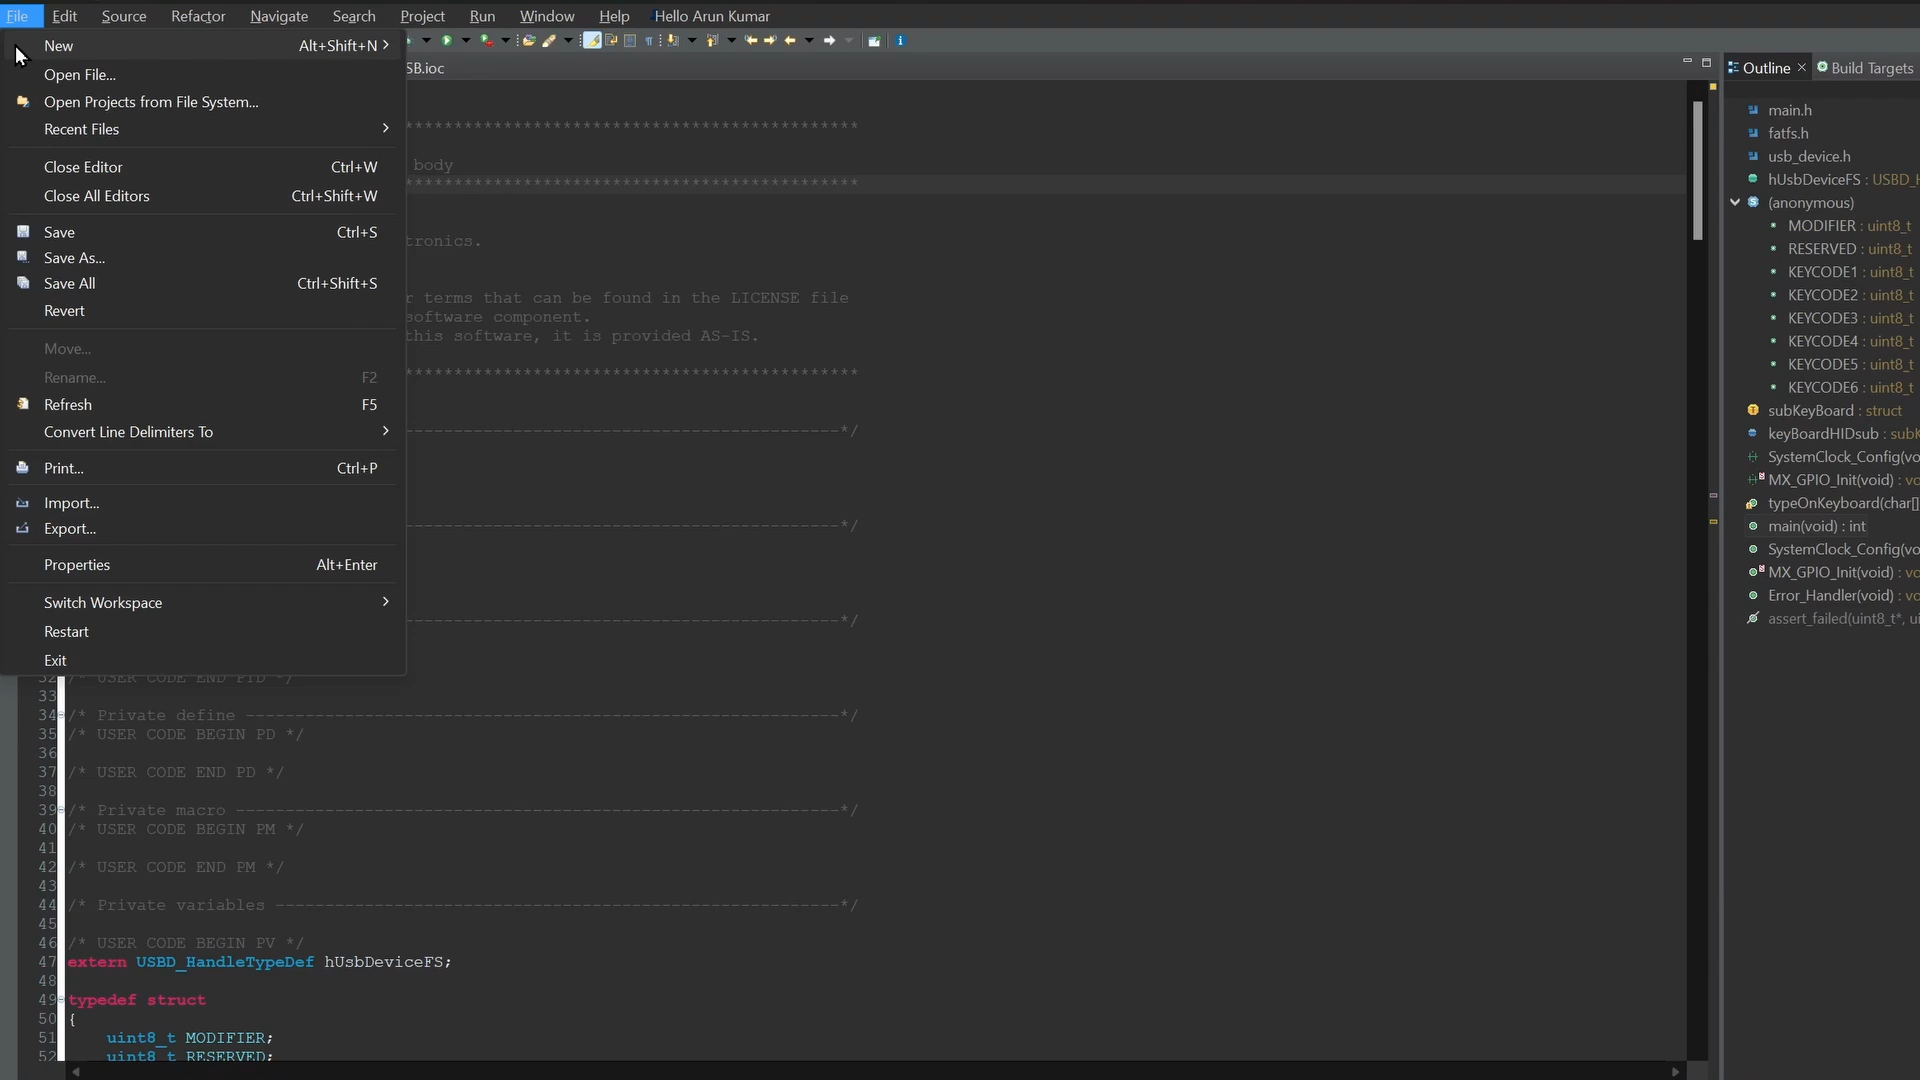 File Edit Source Refactor Navigate Search Project Run Window Help Hello Arun Kumar
New Alt+Shift+N
Open File...
Open Projects from File System...
Recent Files
Close Editor Ctrl+W
Close All Editors Ctrl+Shift+W
Save Ctrl+S
Save As...
Save All Ctrl+Shift+S
Revert
Move...
Rename... F2
Refresh F5
Convert Line Delimiters To
Print... Ctrl+P
Import...
Export...
Properties Alt+Enter
Switch Workspace
Restart
Exit
SB.ioc
*********************************************
body
*********************************************
tronics.
r terms that can be found in the LICENSE file
software component.
this software, it is provided AS-IS.
*********************************************
--------------------------------------------*/
--------------------------------------------*/
--------------------------------------------*/
32 /* USER CODE END PTD */
33
34 /* Private define ------------------------------------------------------------*/
35 /* USER CODE BEGIN PD */
36
37 /* USER CODE END PD */
38
39 /* Private macro -------------------------------------------------------------*/
40 /* USER CODE BEGIN PM */
41
42 /* USER CODE END PM */
43
44 /* Private variables ---------------------------------------------------------*/
45
46 /* USER CODE BEGIN PV */
47 extern USBD_HandleTypeDef hUsbDeviceFS;
48
49 typedef struct
50 {
51 uint8_t MODIFIER;
52 uint8_t RESERVED;
Outline Build Targets
main.h
fatfs.h
usb_device.h
hUsbDeviceFS : USBD_H
(anonymous)
MODIFIER : uint8_t
RESERVED : uint8_t
KEYCODE1 : uint8_t
KEYCODE2 : uint8_t
KEYCODE3 : uint8_t
KEYCODE4 : uint8_t
KEYCODE5 : uint8_t
KEYCODE6 : uint8_t
subKeyBoard : struct
keyBoardHIDsub : subK
SystemClock_Config(vo
MX_GPIO_Init(void) : vo
typeOnKeyboard(char[]
main(void) : int
SystemClock_Config(vo
MX_GPIO_Init(void) : vo
Error_Handler(void) : vo
assert_failed(uint8_t*, ui